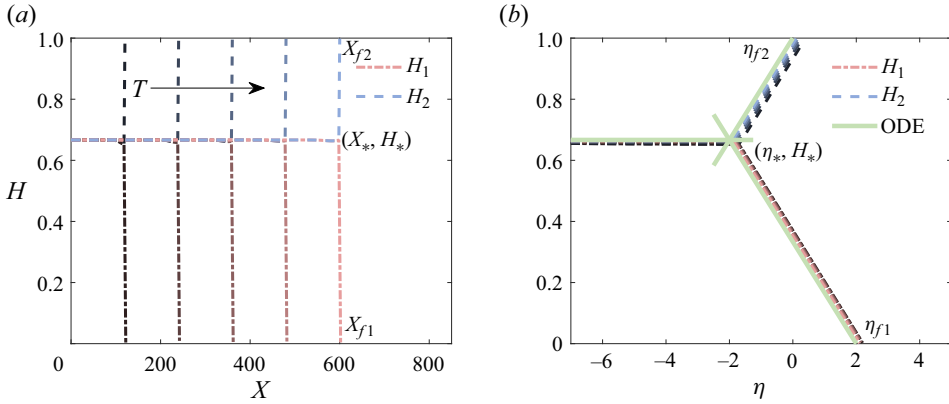 (a)
1.0
0.8
0.6
0.4
0.2
H
0 200 400 600 800
X
T
X_{f2}
H_1
H_2
(X_*, H_*)
X_{f1}
(b)
1.0
0.8
0.6
0.4
0.2
0
−6 −4 −2 0 2 4
η
η_{f2}
H_1
H_2
ODE
(η_*, H_*)
η_{f1}